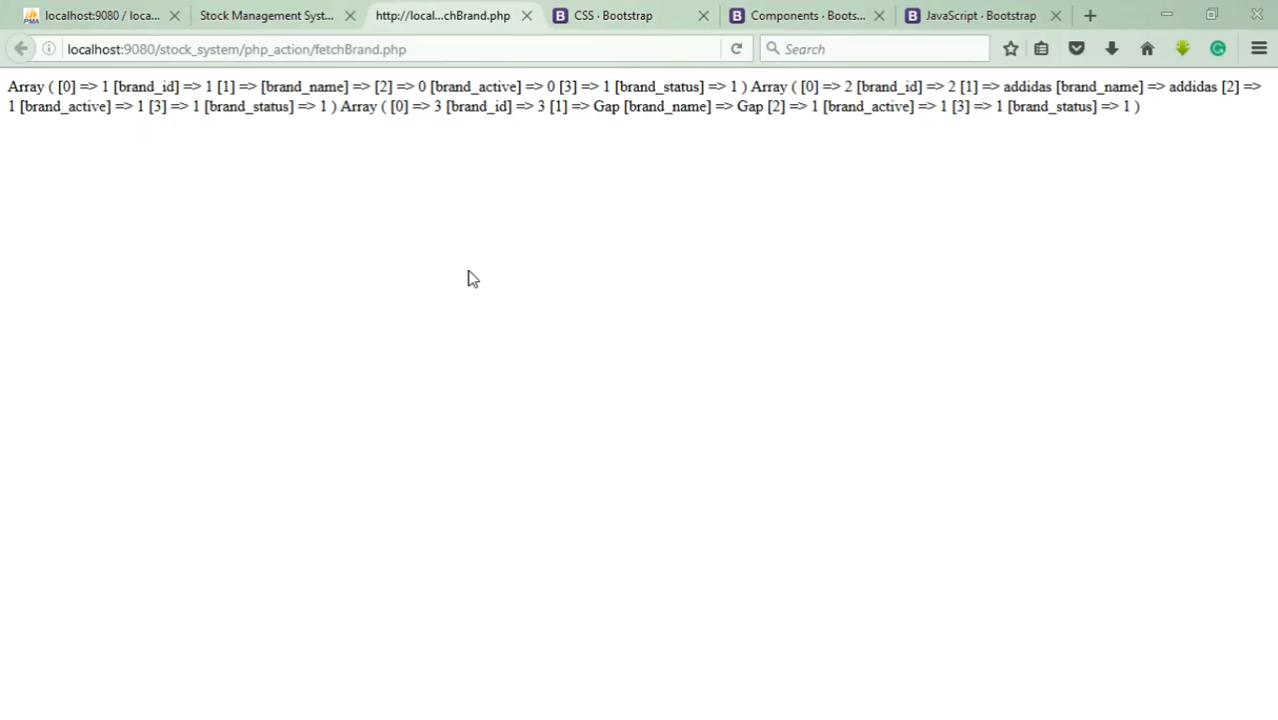 localhost:9080 / loca... Stock Management Syst... http://local...chBrand.php CSS · Bootstrap Components · Boots... JavaScript · Bootstrap
localhost:9080/stock_system/php_action/fetchBrand.php Search
Array ( [0] => 1 [brand_id] => 1 [1] => [brand_name] => [2] => 0 [brand_active] => 0 [3] => 1 [brand_status] => 1 ) Array ( [0] => 2 [brand_id] => 2 [1] => addidas [brand_name] => addidas [2] =>
1 [brand_active] => 1 [3] => 1 [brand_status] => 1 ) Array ( [0] => 3 [brand_id] => 3 [1] => Gap [brand_name] => Gap [2] => 1 [brand_active] => 1 [3] => 1 [brand_status] => 1 )